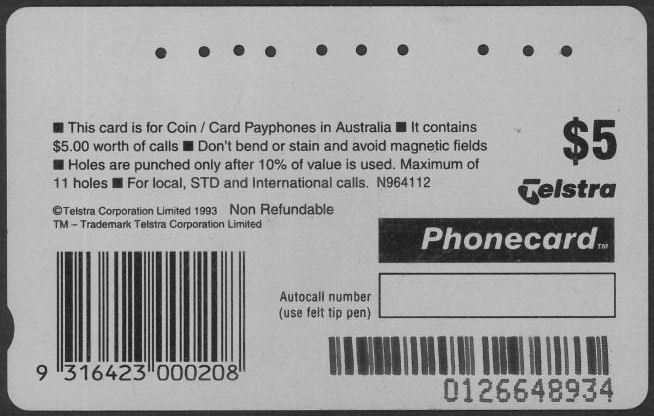 ■ This card is for Coin / Card Payphones in Australia ■ It contains
$5.00 worth of calls ■ Don't bend or stain and avoid magnetic fields
■ Holes are punched only after 10% of value is used. Maximum of
11 holes ■ For local, STD and International calls. N964112
$5
Telstra
©Telstra Corporation Limited 1993 Non Refundable
TM – Trademark Telstra Corporation Limited
Phonecard TM
Autocall number
(use felt tip pen)
9 316423 000208
0126648934